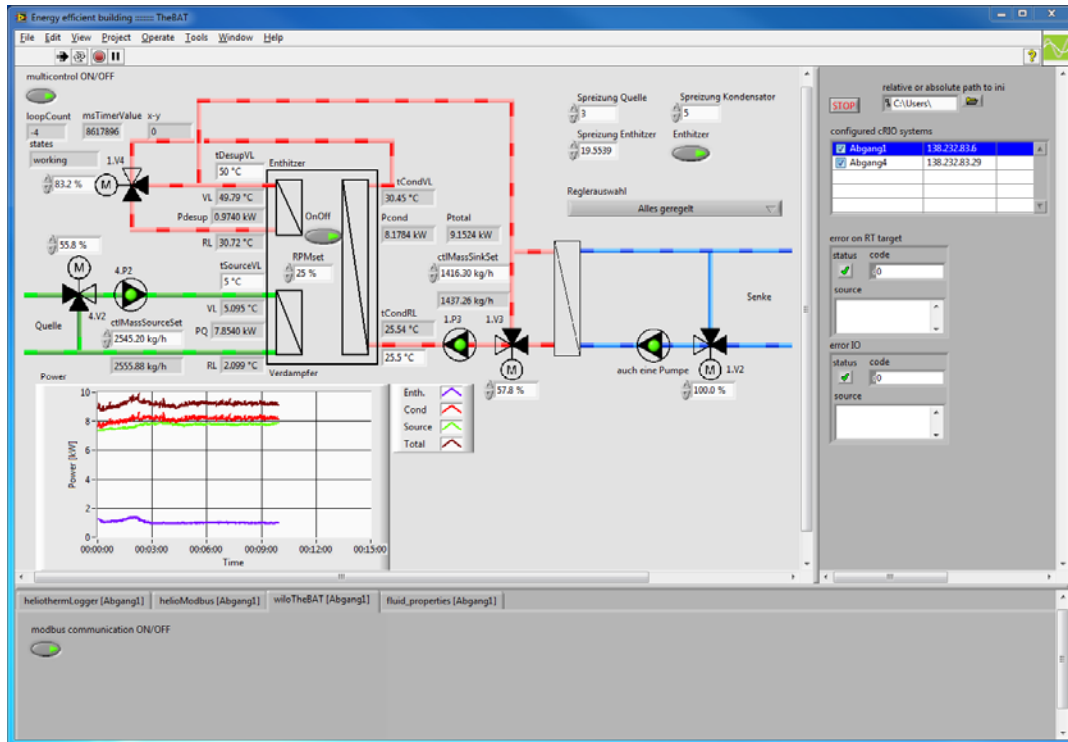 Energy efficient building ::::::: TheBAT
File Edit View Project Operate Tools Window Help
multicontrol ON/OFF
loopCount msTimerValue x-y
-4 8617896 0
states
working
1.V4
83.2 %
M
tDesupVL
50 °C
Enthitzer
VL 49.79 °C
Pdesup 0.9740 kW
RL 30.72 °C
OnOff
RPMset
25 %
tCondVL
30.45 °C
Pcond Ptotal
8.1784 kW 9.1524 kW
ctlMassSinkSet
1416.30 kg/h
1437.26 kg/h
tCondRL
25.54 °C
25.5 °C
1.P3 1.V3
M
57.8 %
55.8 %
M
4.P2
4.V2
Quelle
tSourceVL
5 °C
VL 5.095 °C
PQ 7.8540 kW
RL 2.099 °C
ctlMassSourceSet
2545.20 kg/h
2555.88 kg/h
Verdampfer
Spreizung Quelle Spreizung Kondensator
3 5
Spreizung Enthitzer Enthitzer
19.5539
Reglerauswahl
Alles geregelt
Senke
auch eine Pumpe
M
1.V2
100.0 %
Power
Power [kW]
10-
8-
6-
4-
2-
0-
00:00:00 00:03:00 00:06:00 00:09:00 00:12:00 00:15:00
Time
Enth.
Cond
Source
Total
STOP
relative or absolute path to ini
C:\Users\
configured cRIO systems
Abgang1 138.232.83.6
Abgang4 138.232.83.29
error on RT target
status code
0
source
error IO
status code
0
source
heliothermLogger [Abgang1] helioModbus [Abgang1] wiloTheBAT [Abgang1] fluid_properties [Abgang1]
modbus communication ON/OFF